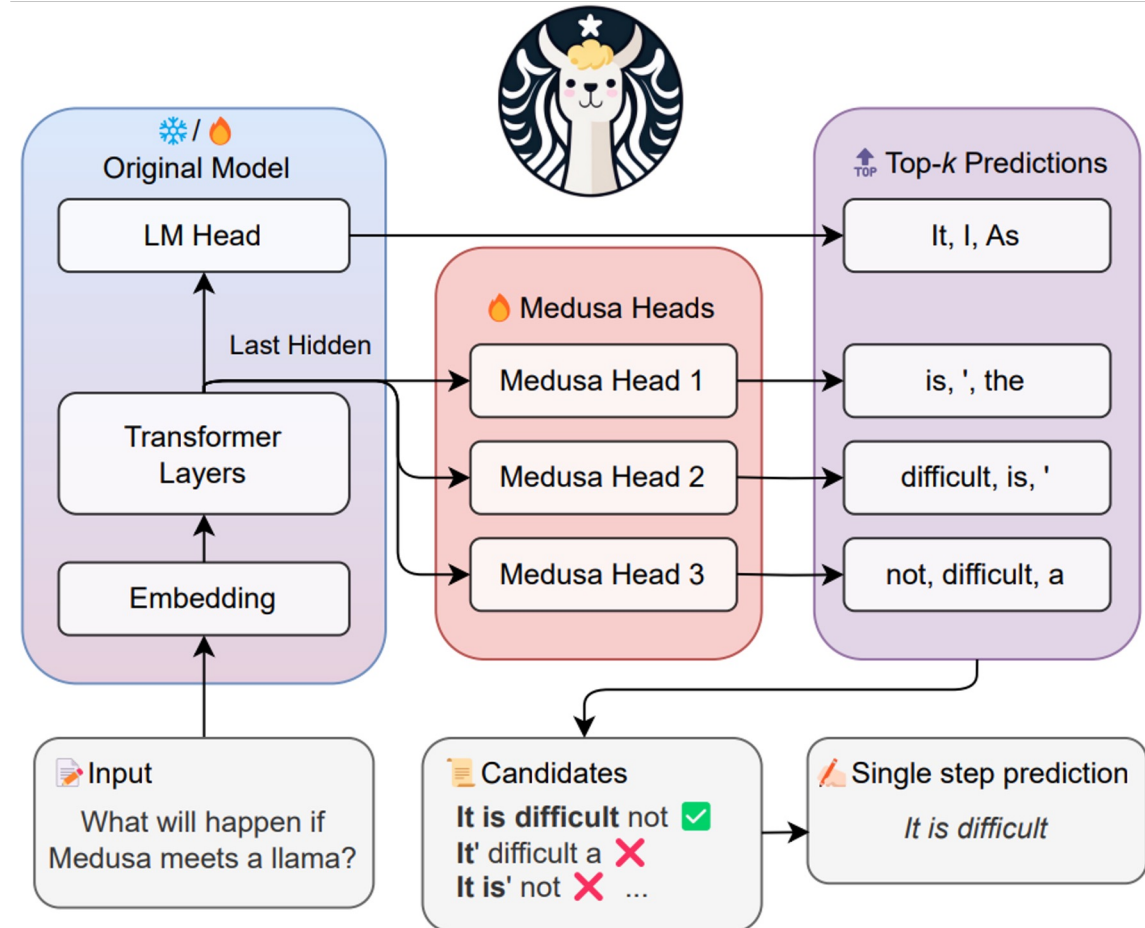 /
Original Model
LM Head
Last Hidden
Transformer
Layers
Embedding
Medusa Heads
Medusa Head 1
Medusa Head 2
Medusa Head 3
TOP
Top-k Predictions
It, I, As
is, ', the
difficult, is, '
not, difficult, a
Input
What will happen if
Medusa meets a llama?
Candidates
It is difficult not
It' difficult a
It is' not ...
Single step prediction
It is difficult